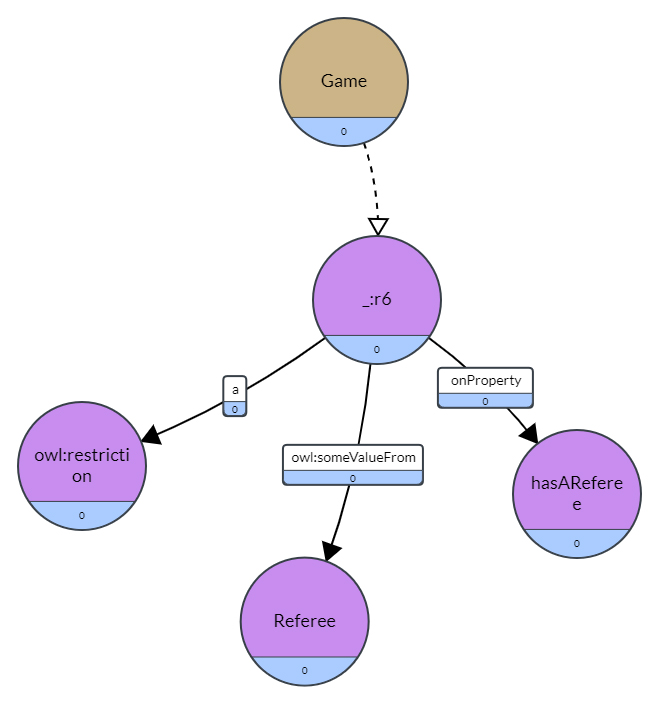 Game
0
_:r6
0
a
0
onProperty
0
owl:someValueFrom
0
owl:restricti
on
0
hasARefere
e
0
Referee
0